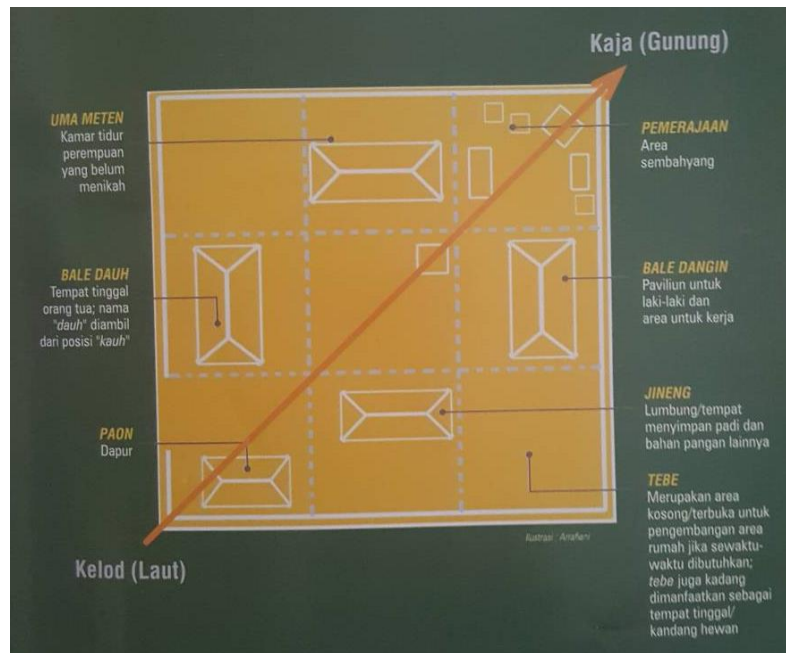 Kaja (Gunung)
UMA METEN
Kamar tidur
perempuan
yang belum
menikah
PEMERAJAAN
Area
sembahyang
BALE DAUH
Tempat tinggal
orang tua; nama
"dauh" diambil
dari posisi "kauh"
BALE DANGIN
Paviliun untuk
laki-laki dan
area untuk kerja
PAON
Dapur
JINENG
Lumbung/tempat
menyimpan padi dan
bahan pangan lainnya
TEBE
Merupakan area
kosong/terbuka untuk
pengembangan area
rumah jika sewaktu-
waktu dibutuhkan;
tebe juga kadang
dimanfaatkan sebagai
tempat tinggal/
kandang hewan
Ilustrasi :
Kelod (Laut)